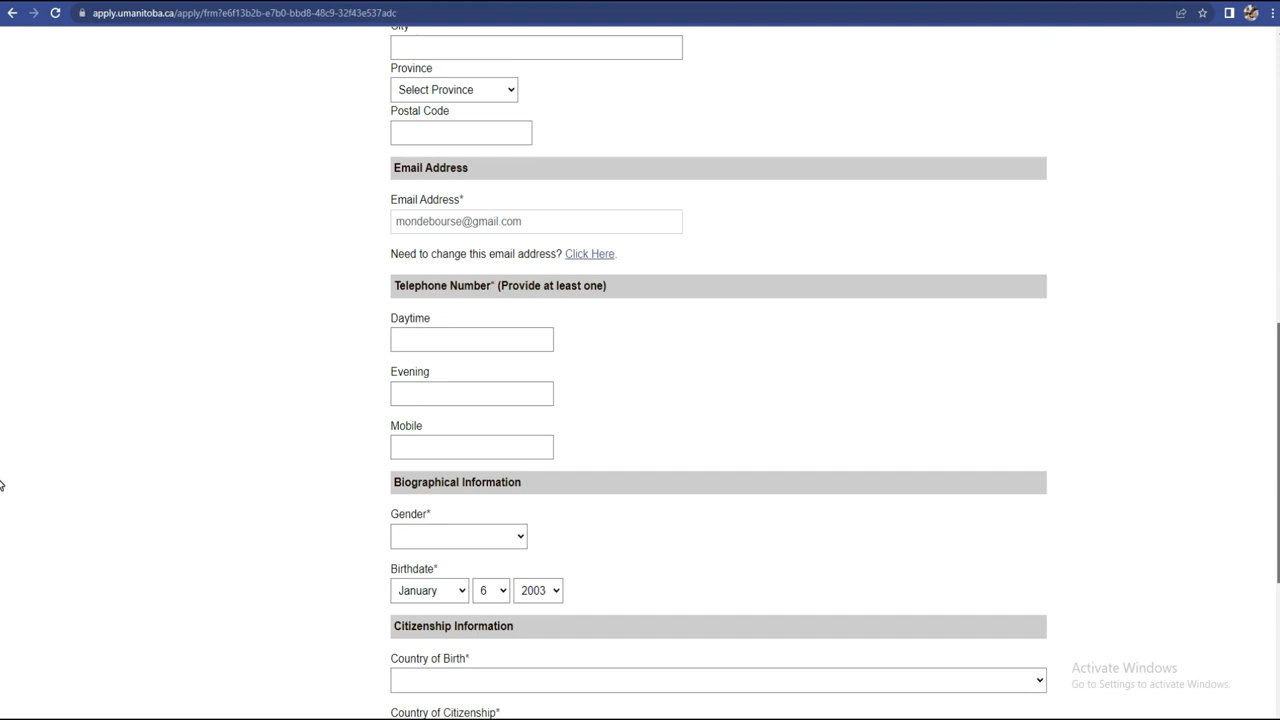 apply.umanitoba.ca/apply/frm?e6f13b2b-e7b0-bbd8-48c9-32f43e537adc
City
Province
Select Province
Postal Code
Email Address
Email Address*
mondebourse@gmail.com
Need to change this email address? Click Here.
Telephone Number* (Provide at least one)
Daytime
Evening
Mobile
Biographical Information
Gender*
Birthdate*
January 6 2003
Citizenship Information
Country of Birth*
Activate Windows
Go to Settings to activate Windows.
Country of Citizenship*